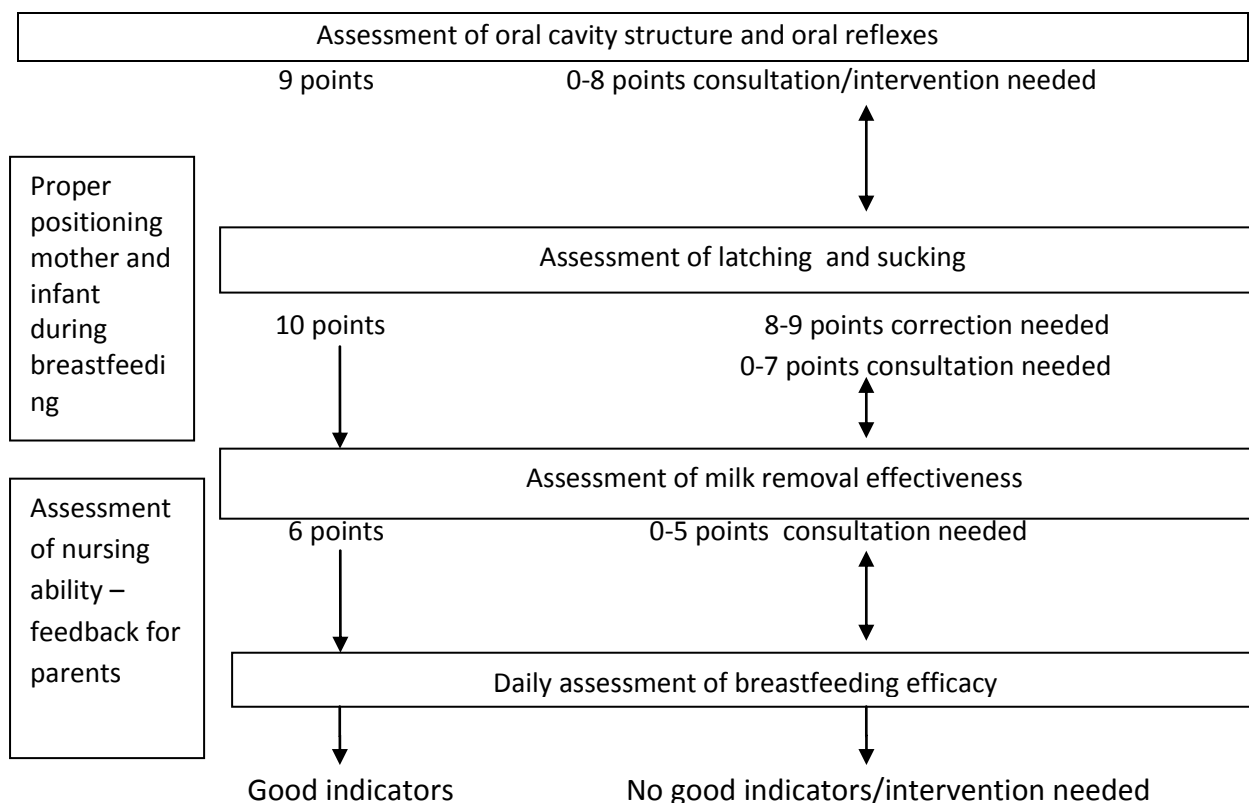 Assessment of oral cavity structure and oral reflexes
9 points 0-8 points consultation/intervention needed
Proper
positioning
mother and
infant
during
breastfeedi
ng
Assessment of latching and sucking
10 points 8-9 points correction needed
0-7 points consultation needed
Assessment of milk removal effectiveness
6 points 0-5 points consultation needed
Assessment
of nursing
ability –
feedback for
parents
Daily assessment of breastfeeding efficacy
Good indicators No good indicators/intervention needed